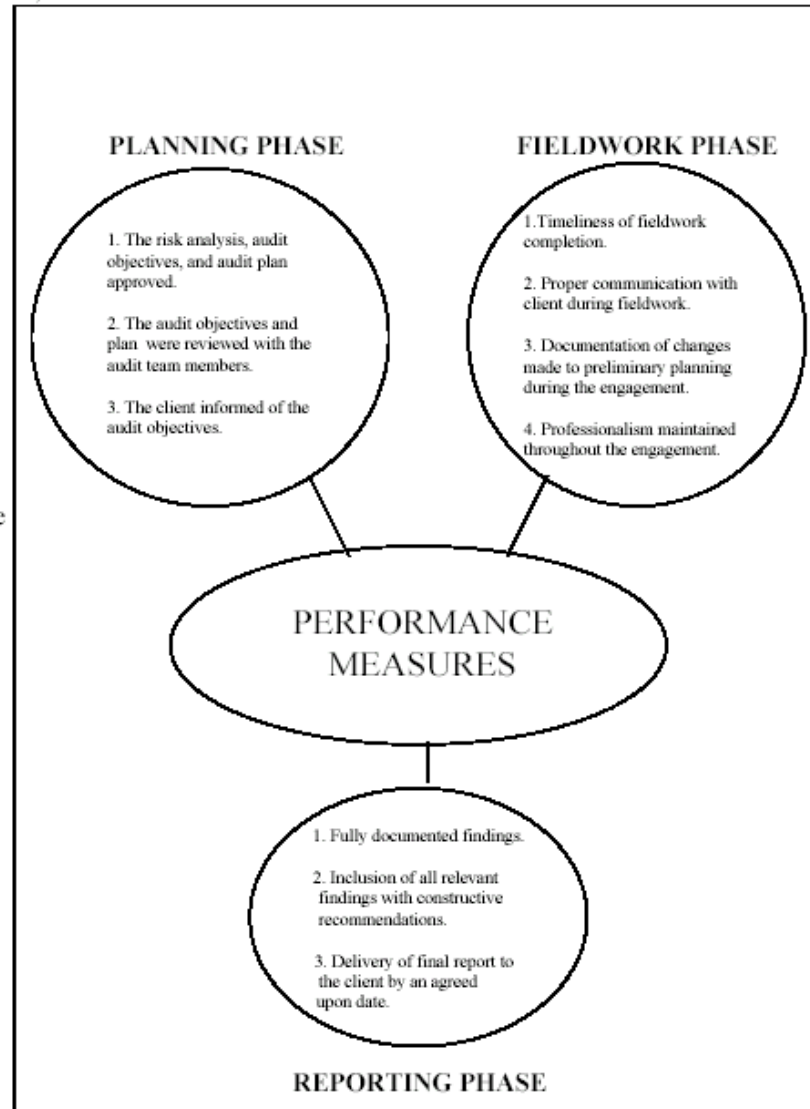 PLANNING PHASE
1. The risk analysis, audit
objectives, and audit plan
approved.
2. The audit objectives and
plan were reviewed with the
audit team members.
3. The client informed of the
audit objectives.
FIELDWORK PHASE
1.Timeliness of fieldwork
completion.
2. Proper communication with
client during fieldwork.
3. Documentation of changes
made to preliminary planning
during the engagement.
4. Professionalism maintained
throughout the engagement.
e
PERFORMANCE
MEASURES
1. Fully documented findings.
2. Inclusion of all relevant
findings with constructive
recommendations.
3. Delivery of final report to
the client by an agreed
upon date.
REPORTING PHASE